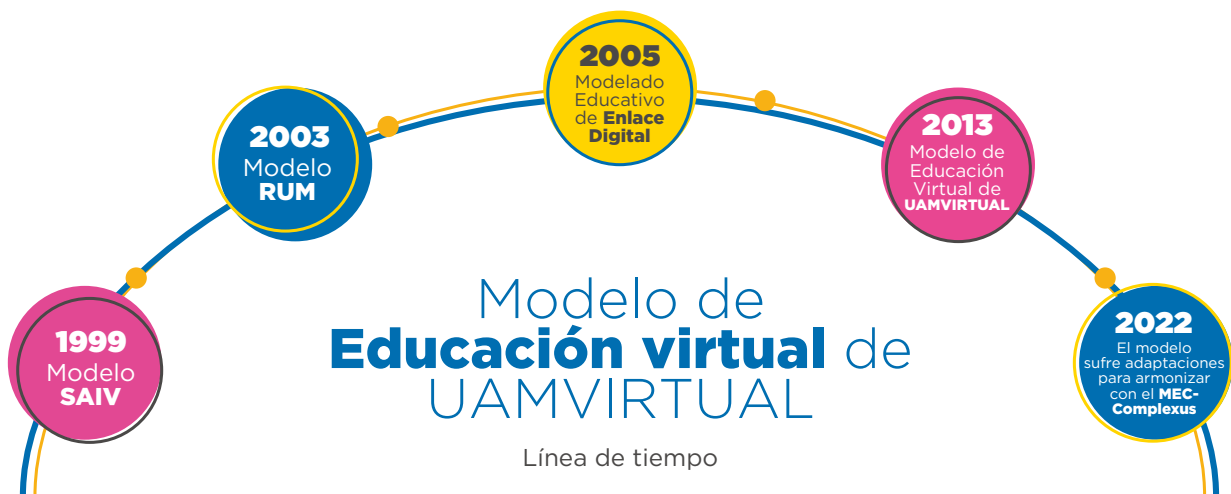 1999
Modelo
SAIV
2003
Modelo
RUM
2005
Modelado
Educativo
de Enlace
Digital
2013
Modelo de
Educación
Virtual de
UAMVIRTUAL
2022
El modelo
sufre adaptaciones
para armonizar
con el MEC-
Complexus
Modelo de
Educación virtual de
UAMVIRTUAL
Línea de tiempo